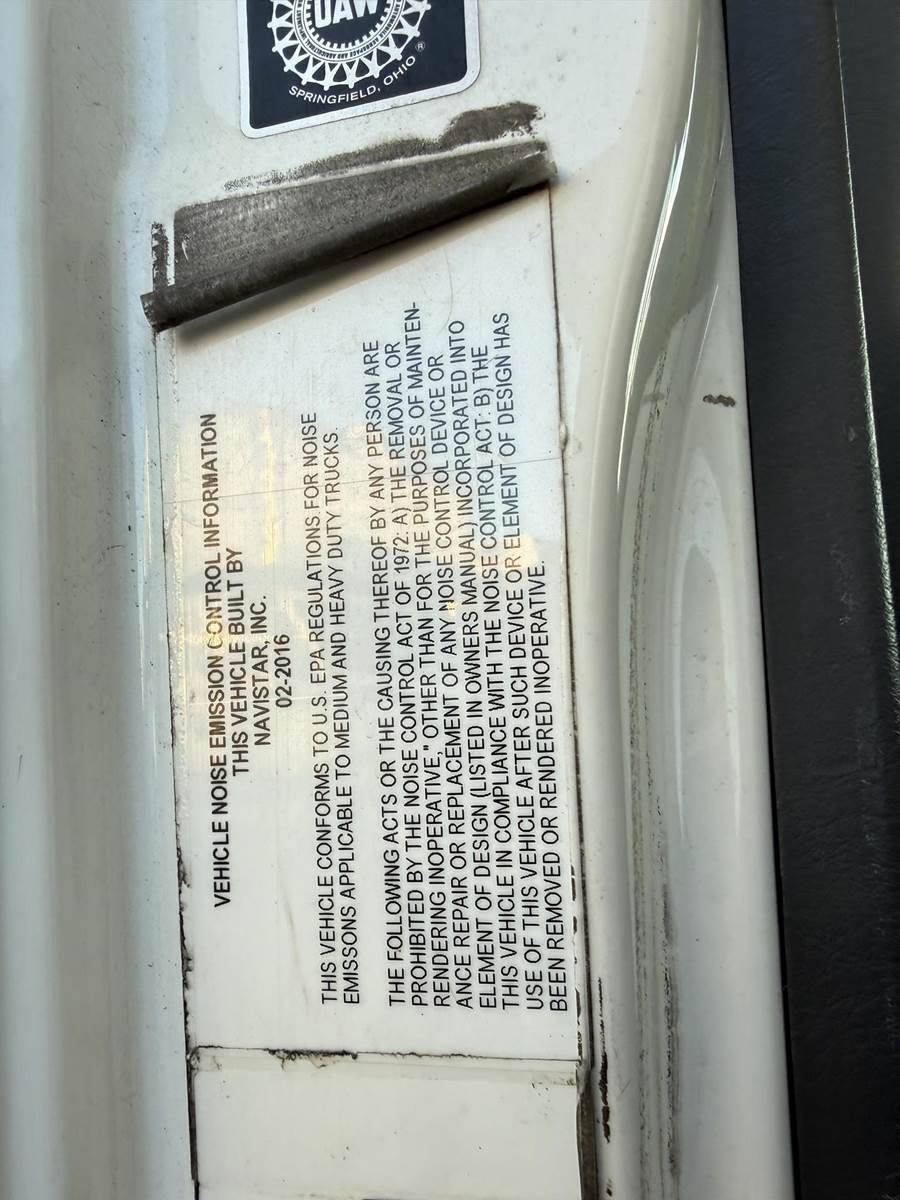 UAW
SPRINGFIELD, OHIO ®
VEHICLE NOISE EMISSION CONTROL INFORMATION
THIS VEHICLE BUILT BY
NAVISTAR, INC.
02-2016
THIS VEHICLE CONFORMS TO U.S. EPA REGULATIONS FOR NOISE
EMISSONS APPLICABLE TO MEDIUM AND HEAVY DUTY TRUCKS.
THE FOLLOWING ACTS OR THE CAUSING THEREOF BY ANY PERSON ARE
PROHIBITED BY THE NOISE CONTROL ACT OF 1972: A) THE REMOVAL OR
RENDERING INOPERATIVE," OTHER THAN FOR THE PURPOSES OF MAINTEN-
ANCE REPAIR OR REPLACEMENT OF ANY NOISE CONTROL DEVICE OR
ELEMENT OF DESIGN (LISTED IN OWNERS MANUAL) INCORPORATED INTO
THIS VEHICLE IN COMPLIANCE WITH THE NOISE CONTROL ACT: B) THE
USE OF THIS VEHICLE AFTER SUCH DEVICE OR ELEMENT OF DESIGN HAS
BEEN REMOVED OR RENDERED INOPERATIVE.